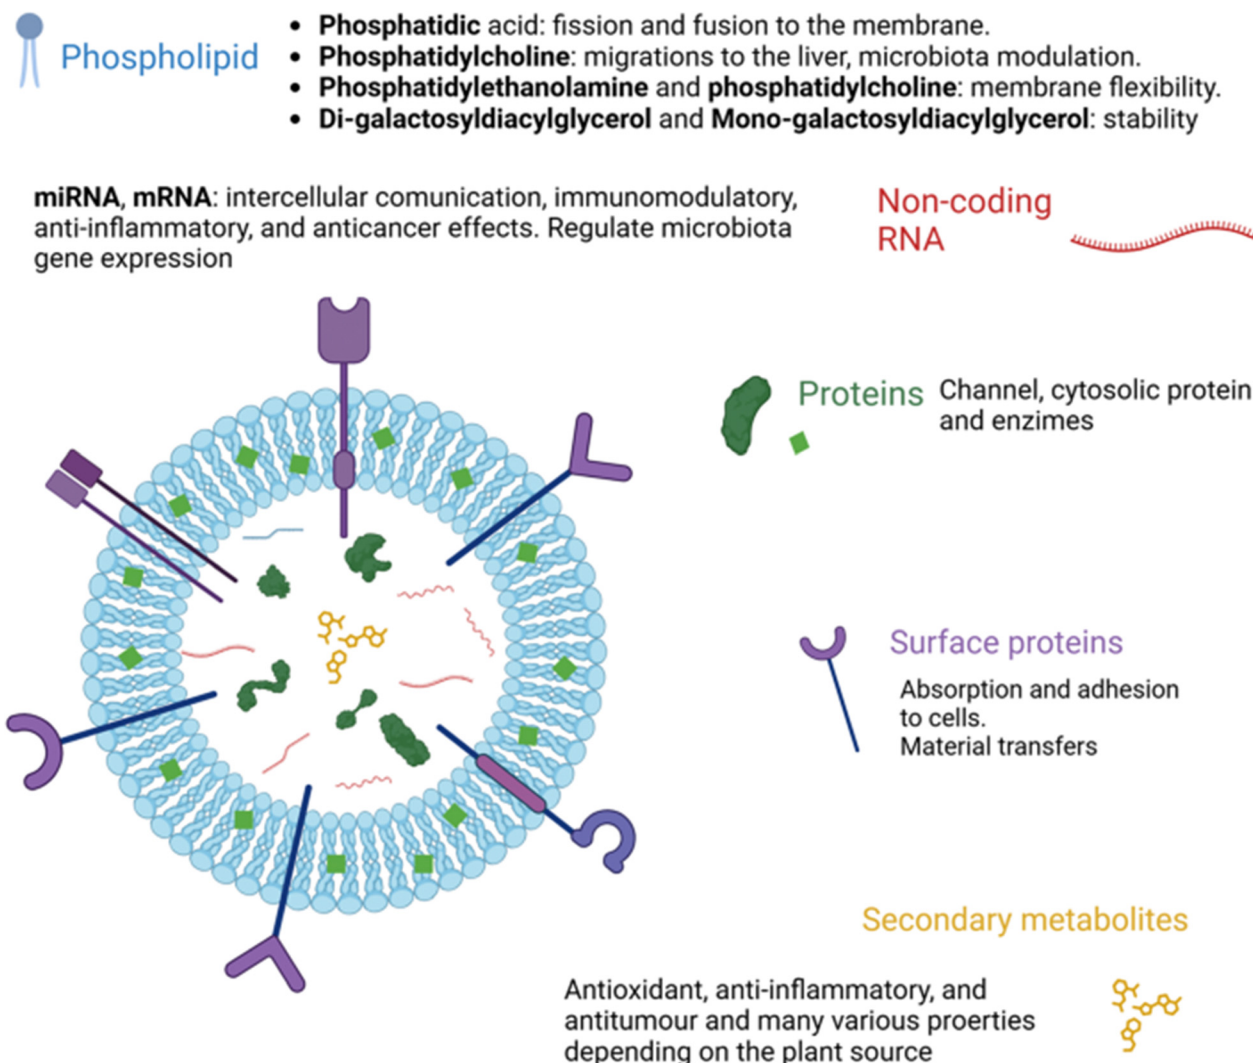 Phospholipid
• Phosphatidic acid: fission and fusion to the membrane.
• Phosphatidylcholine: migrations to the liver, microbiota modulation.
• Phosphatidylethanolamine and phosphatidylcholine: membrane flexibility.
• Di-galactosyldiacylglycerol and Mono-galactosyldiacylglycerol: stability
miRNA, mRNA: intercellular comunication, immunomodulatory,
anti-inflammatory, and anticancer effects. Regulate microbiota
gene expression
Non-coding
RNA
Proteins
Channel, cytosolic protein
and enzimes
Surface proteins
Absorption and adhesion
to cells.
Material transfers
Secondary metabolites
Antioxidant, anti-inflammatory, and
antitumour and many various proerties
depending on the plant source